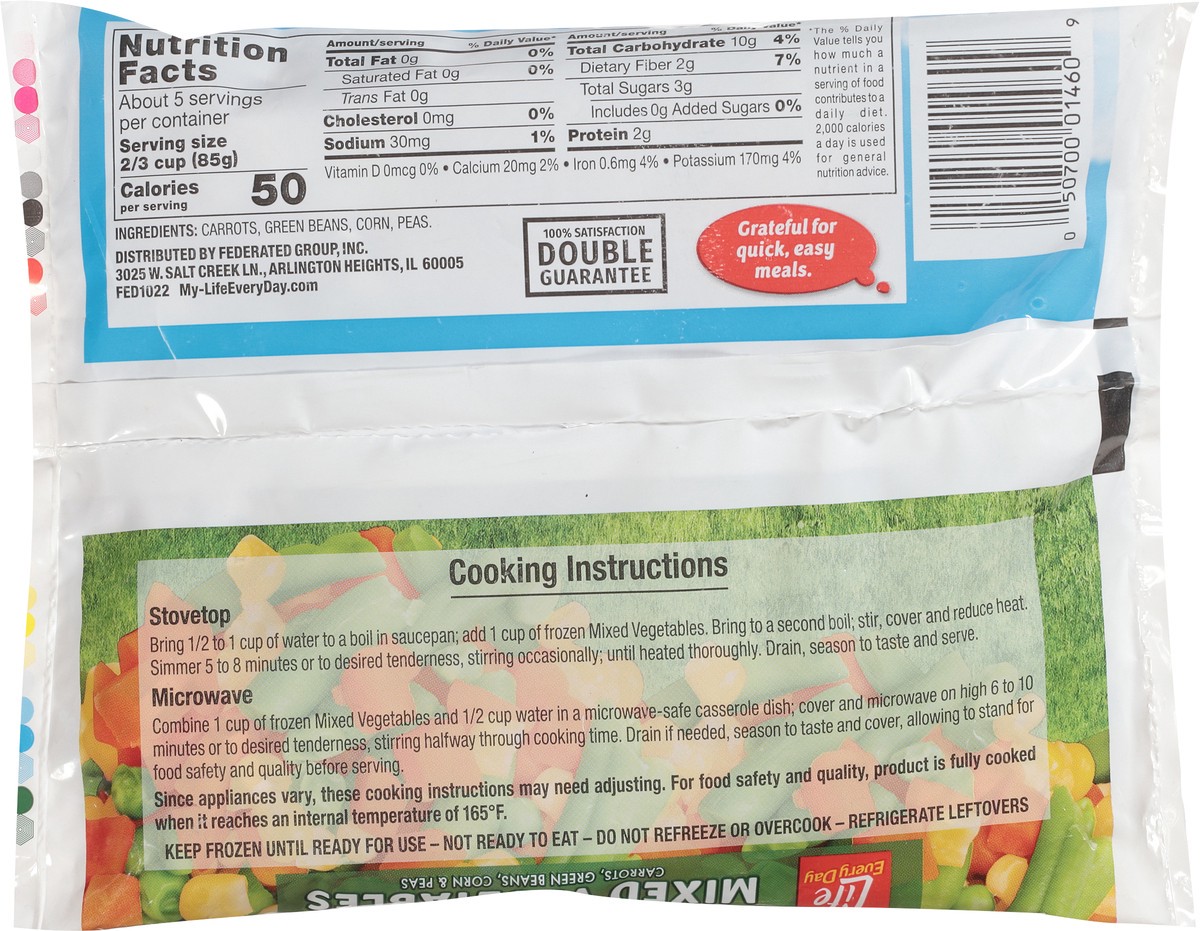 Nutrition
Facts
About 5 servings
per container
Serving size
2/3 cup (85g)
Calories
per serving
50
Amount/serving % Daily Value*
Total Fat 0g 0%
Saturated Fat 0g 0%
Trans Fat 0g
Cholesterol 0mg 0%
Sodium 30mg 1%
Amount/serving % Daily Value*
Total Carbohydrate 10g 4%
Dietary Fiber 2g 7%
Total Sugars 3g
Includes 0g Added Sugars 0%
Protein 2g
Vitamin D 0mcg 0% • Calcium 20mg 2% • Iron 0.6mg 4% • Potassium 170mg 4%
*The % Daily
Value tells you
how much a
nutrient in a
serving of food
contributes to a
daily diet.
2,000 calories
a day is used
for general
nutrition advice.
INGREDIENTS: CARROTS, GREEN BEANS, CORN, PEAS.
DISTRIBUTED BY FEDERATED GROUP, INC.
3025 W. SALT CREEK LN., ARLINGTON HEIGHTS, IL 60005
FED1022 My-LifeEveryDay.com
100% SATISFACTION
DOUBLE
GUARANTEE
Grateful for
quick, easy
meals.
0 50700 01460 9
Cooking Instructions
Stovetop
Bring 1/2 to 1 cup of water to a boil in saucepan; add 1 cup of frozen Mixed Vegetables. Bring to a second boil; stir, cover and reduce heat.
Simmer 5 to 8 minutes or to desired tenderness, stirring occasionally; until heated thoroughly. Drain, season to taste and serve.
Microwave
Combine 1 cup of frozen Mixed Vegetables and 1/2 cup water in a microwave-safe casserole dish; cover and microwave on high 6 to 10
minutes or to desired tenderness, stirring halfway through cooking time. Drain if needed, season to taste and cover, allowing to stand for
food safety and quality before serving.
Since appliances vary, these cooking instructions may need adjusting. For food safety and quality, product is fully cooked
when it reaches an internal temperature of 165°F.
KEEP FROZEN UNTIL READY FOR USE – NOT READY TO EAT – DO NOT REFREEZE OR OVERCOOK – REFRIGERATE LEFTOVERS
Life
Every Day
MIXED
CARROTS, GREEN BEANS, CORN & PEAS